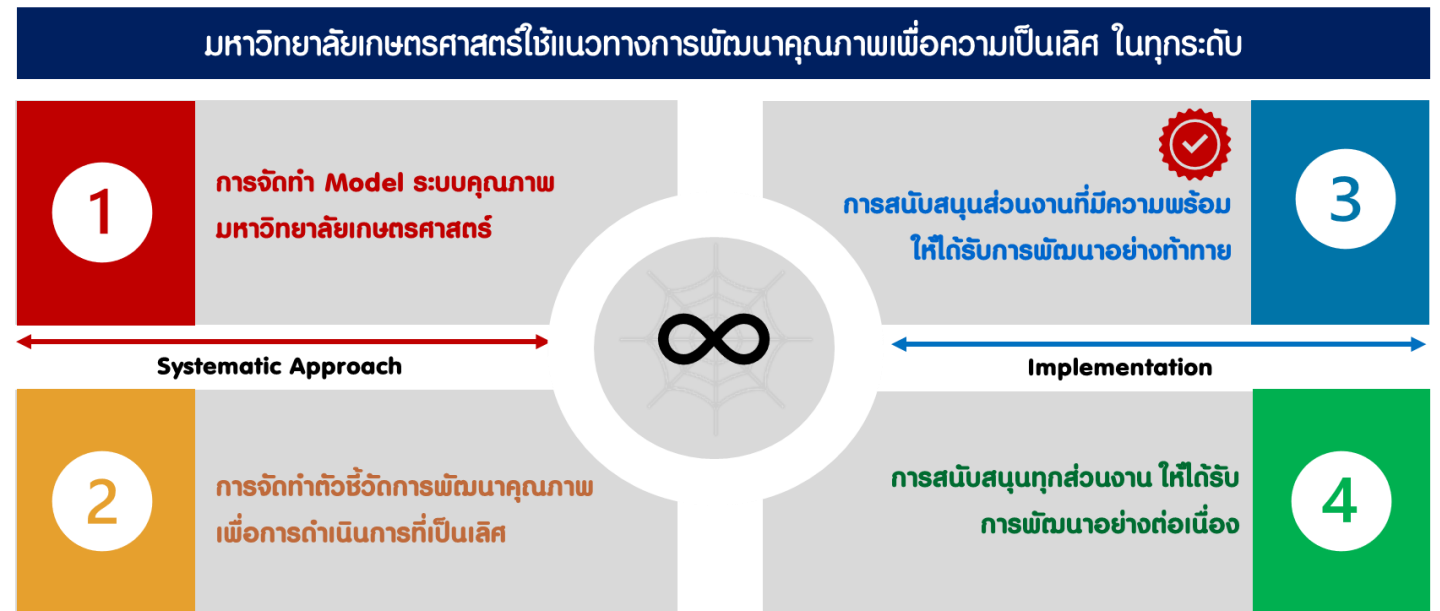 มหาวิทยาลัยเกษตรศาสตร์ใช้แนวทางการพัฒนาคุณภาพเพื่อความเป็นเลิศ ในทุกระดับ
1
การจัดทำ Model ระบบคุณภาพ
มหาวิทยาลัยเกษตรศาสตร์
3
การสนับสนุนส่วนงานที่มีความพร้อม
ให้ได้รับการพัฒนาอย่างท้าทาย
Systematic Approach
Implementation
2
การจัดทำตัวชี้วัดการพัฒนาคุณภาพ
เพื่อการดำเนินการที่เป็นเลิศ
4
การสนับสนุนทุกส่วนงาน ให้ได้รับ
การพัฒนาอย่างต่อเนื่อง